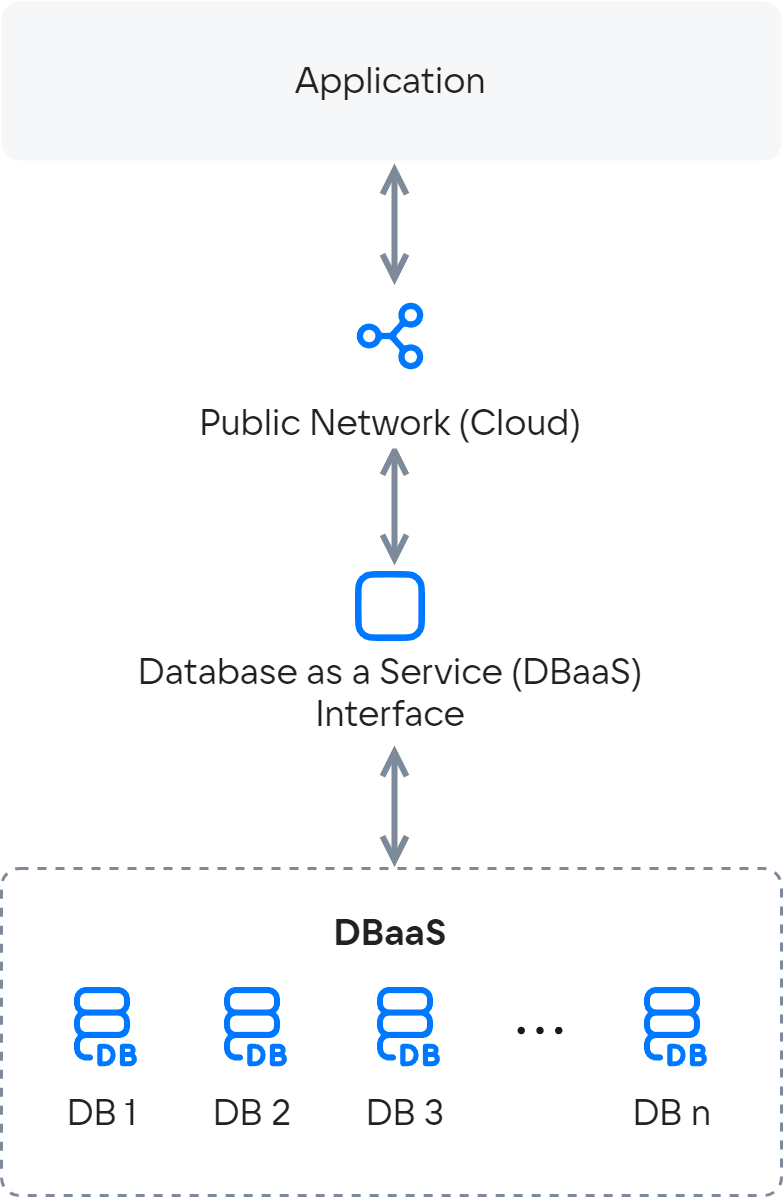 Application
Public Network (Cloud)
Database as a Service (DBaaS)
Interface
DBaaS
DB DB DB ... DB
DB 1 DB 2 DB 3 DB n